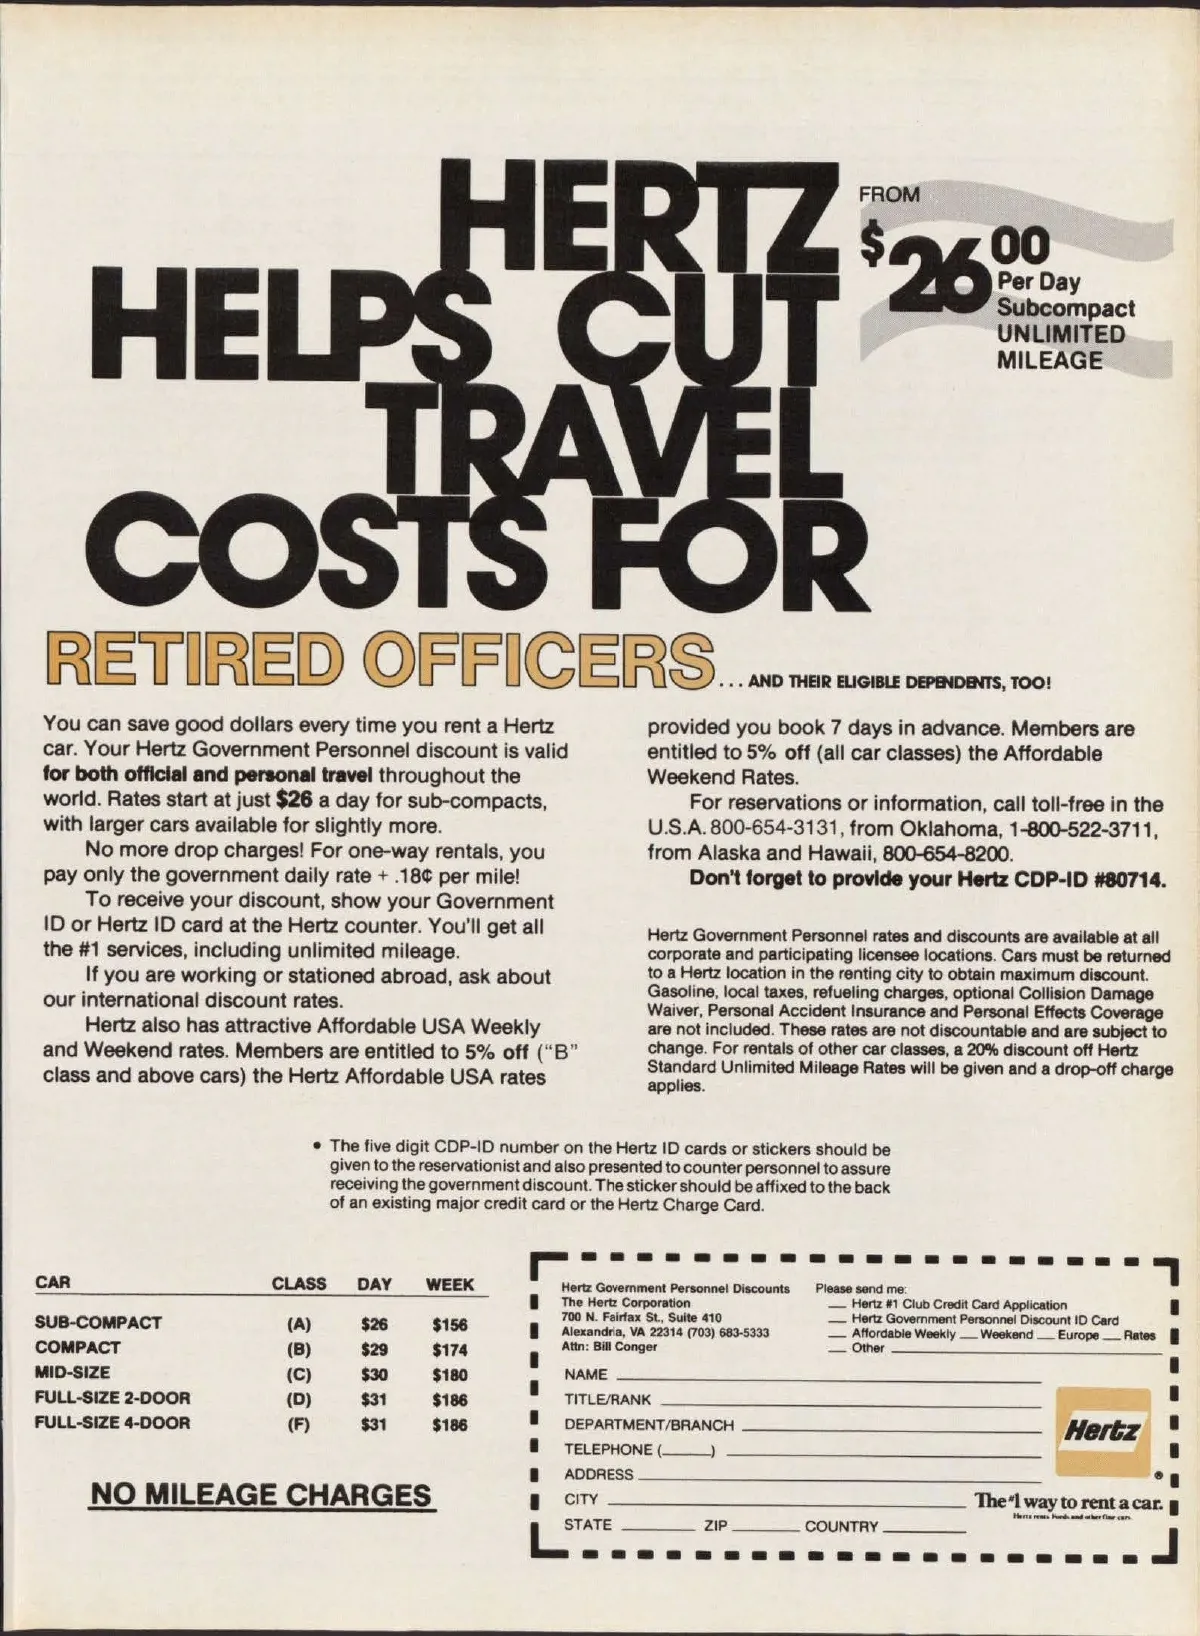 HERTZ
HELPS CUT
TRAVEL
COSTS FOR
RETIRED OFFICERS
... AND THEIR ELIGIBLE DEPENDENTS, TOO!
FROM
$26.00
Per Day
Subcompact
UNLIMITED
MILEAGE
You can save good dollars every time you rent a Hertz
car. Your Hertz Government Personnel discount is valid
for both official and personal travel throughout the
world. Rates start at just $26 a day for sub-compacts,
with larger cars available for slightly more.
No more drop charges! For one-way rentals, you
pay only the government daily rate + .18¢ per mile!
To receive your discount, show your Government
ID or Hertz ID card at the Hertz counter. You'll get all
the #1 services, including unlimited mileage.
If you are working or stationed abroad, ask about
our international discount rates.
Hertz also has attractive Affordable USA Weekly
and Weekend rates. Members are entitled to 5% off ("B"
class and above cars) the Hertz Affordable USA rates
provided you book 7 days in advance. Members are
entitled to 5% off (all car classes) the Affordable
Weekend Rates.
For reservations or information, call toll-free in the
U.S.A. 800-654-3131, from Oklahoma, 1-800-522-3711,
from Alaska and Hawaii, 800-654-8200.
Don't forget to provide your Hertz CDP-ID #80714.
Hertz Government Personnel rates and discounts are available at all
corporate and participating licensee locations. Cars must be returned
to a Hertz location in the renting city to obtain maximum discount.
Gasoline, local taxes, refueling charges, optional Collision Damage
Waiver, Personal Accident Insurance and Personal Effects Coverage
are not included. These rates are not discountable and are subject to
change. For rentals of other car classes, a 20% discount off Hertz
Standard Unlimited Mileage Rates will be given and a drop-off charge
applies.
• The five digit CDP-ID number on the Hertz ID cards or stickers should be
given to the reservationist and also presented to counter personnel to assure
receiving the government discount. The sticker should be affixed to the back
of an existing major credit card or the Hertz Charge Card.
CAR CLASS DAY WEEK
SUB-COMPACT (A) $26 $156
COMPACT (B) $29 $174
MID-SIZE (C) $30 $180
FULL-SIZE 2-DOOR (D) $31 $186
FULL-SIZE 4-DOOR (F) $31 $186
NO MILEAGE CHARGES
Hertz Government Personnel Discounts
The Hertz Corporation
700 N. Fairfax St., Suite 410
Alexandria, VA 22314 (703) 683-5333
Attn: Bill Conger
Please send me:
___ Hertz #1 Club Credit Card Application
___ Hertz Government Personnel Discount ID Card
___ Affordable Weekly ___ Weekend ___ Europe ___ Rates
___ Other ___
NAME
TITLE/RANK
DEPARTMENT/BRANCH
TELEPHONE (___)
ADDRESS
CITY
STATE ___ ZIP ___ COUNTRY ___
Hertz
®
The #1 way to rent a car.
Hertz rents Fords and other fine cars.